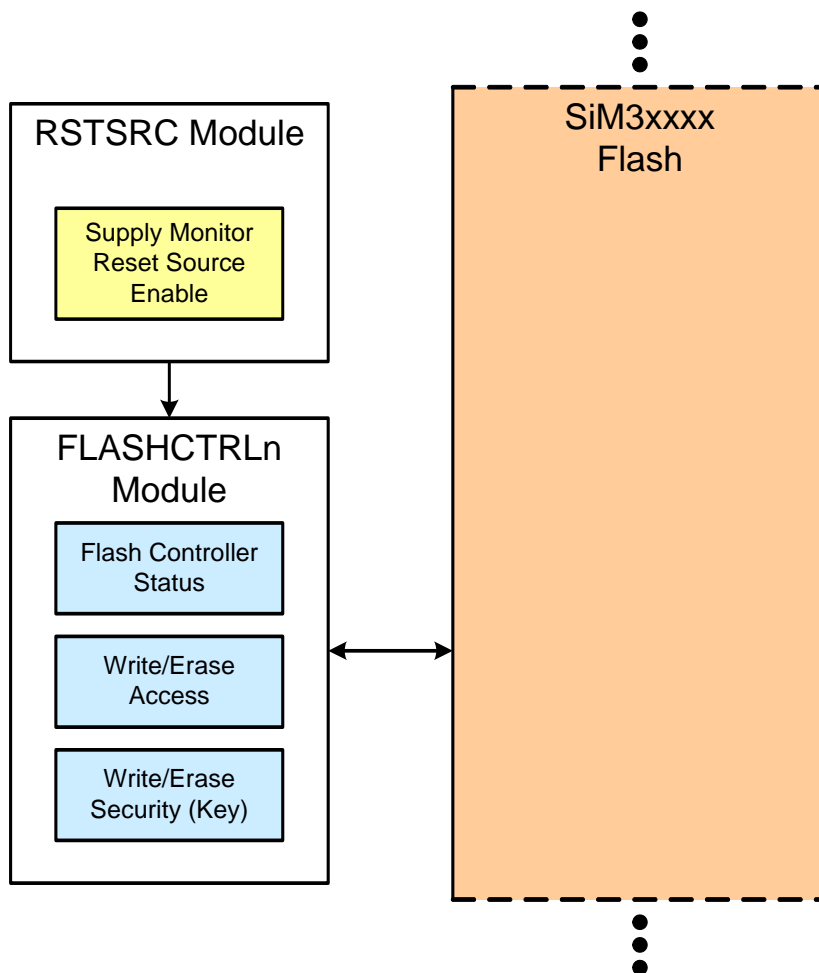 RSTSRC Module
Supply Monitor
Reset Source
Enable
FLASHCTRLn
Module
Flash Controller
Status
Write/Erase
Access
Write/Erase
Security (Key)
SiM3xxxx
Flash